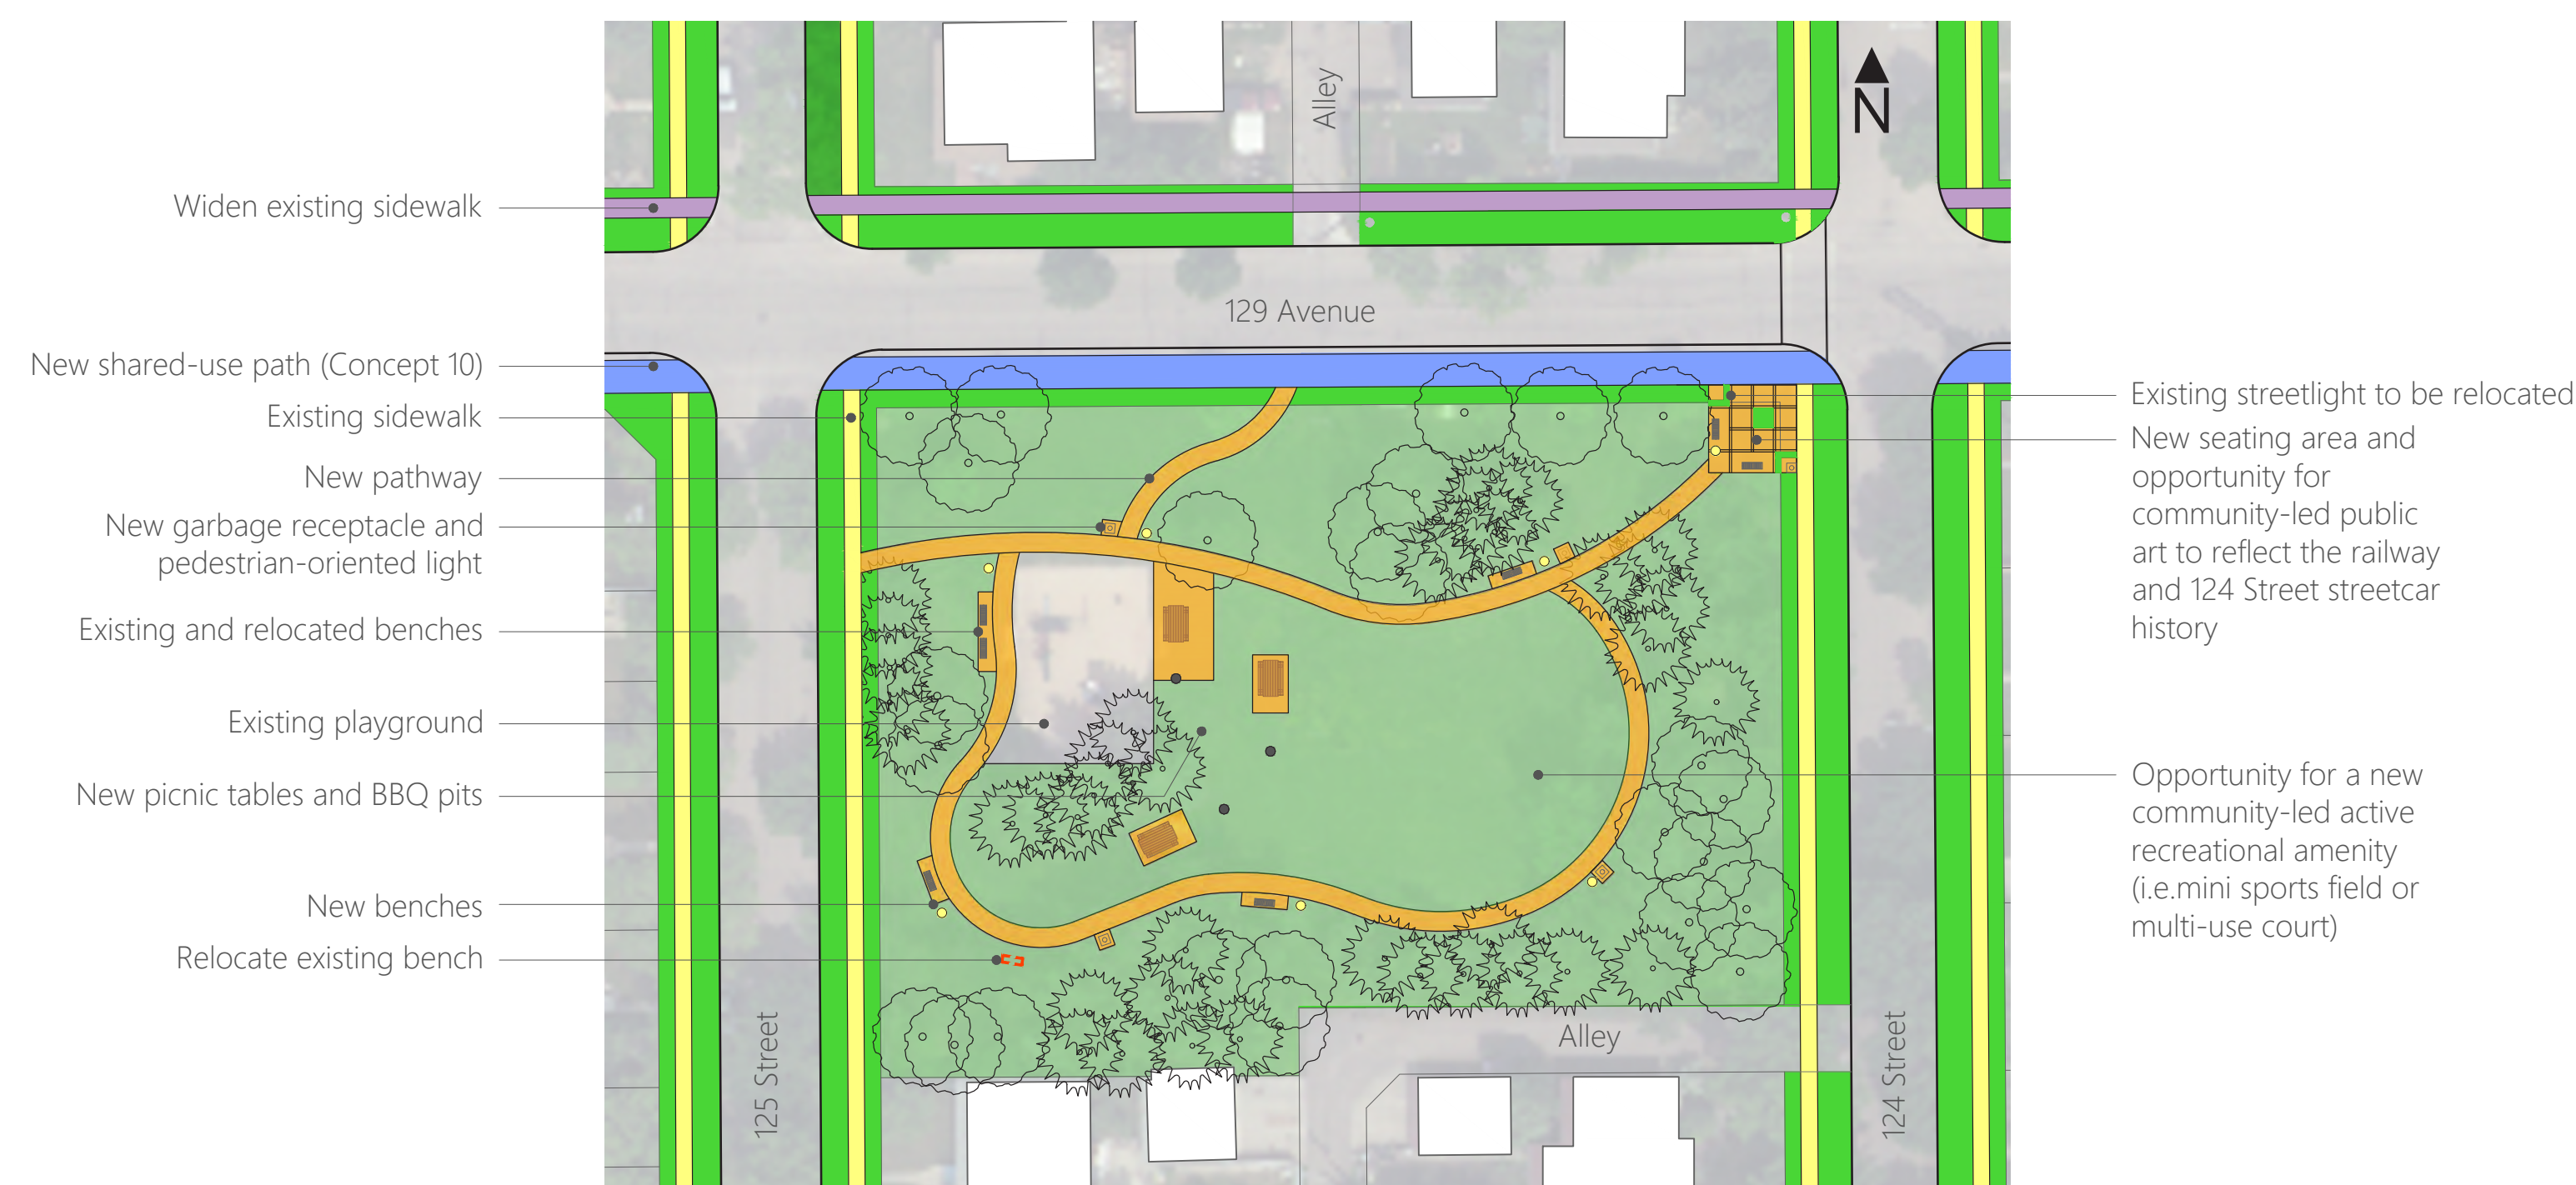 Alley
N
Widen existing sidewalk
129 Avenue
New shared-use path (Concept 10)
Existing sidewalk
New pathway
New garbage receptacle and
pedestrian-oriented light
Existing and relocated benches
Existing playground
New picnic tables and BBQ pits
New benches
Relocate existing bench
Existing streetlight to be relocated
New seating area and
opportunity for
community-led public
art to reflect the railway
and 124 Street streetcar
history
Opportunity for a new
community-led active
recreational amenity
(i.e.mini sports field or
multi-use court)
125 Street
Alley
124 Street